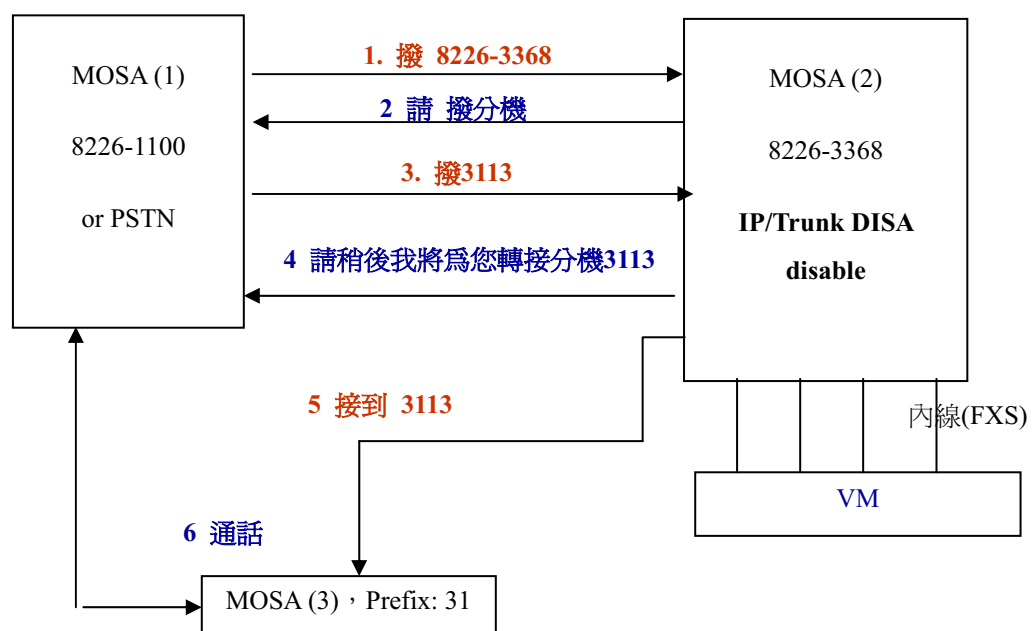 MOSA (1)
8226-1100
or PSTN
1. 撥 8226-3368
2 請 撥分機
3. 撥3113
4 請稍後我將為您轉接分機3113
MOSA (2)
8226-3368
IP/Trunk DISA
disable
5 接到 3113
內線(FXS)
VM
6 通話
MOSA (3),Prefix: 31